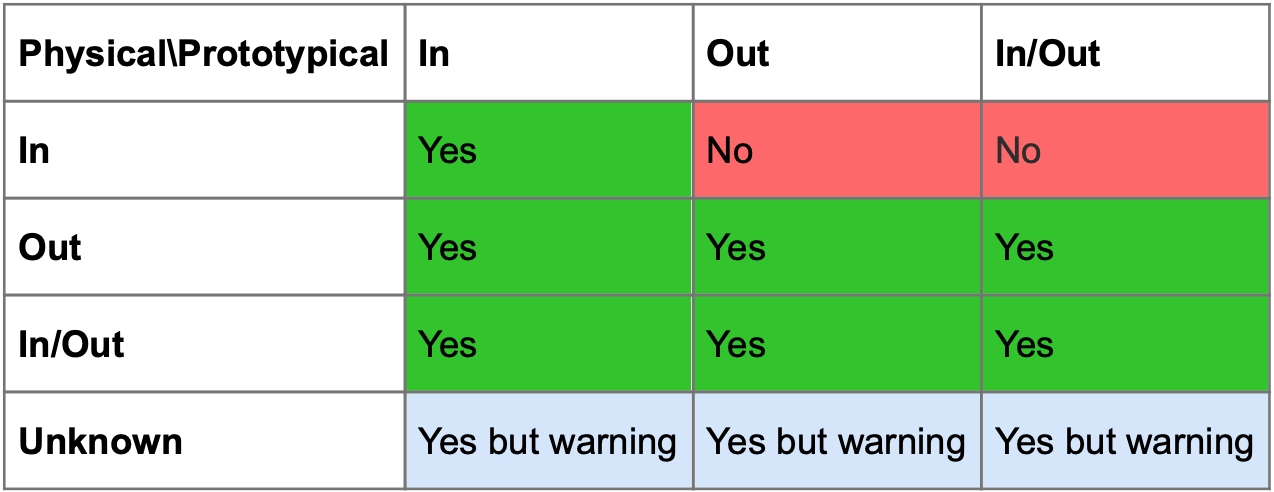 Physical\Prototypical In Out In/Out
In Yes No No
Out Yes Yes Yes
In/Out Yes Yes Yes
Unknown Yes but warning Yes but warning Yes but warning